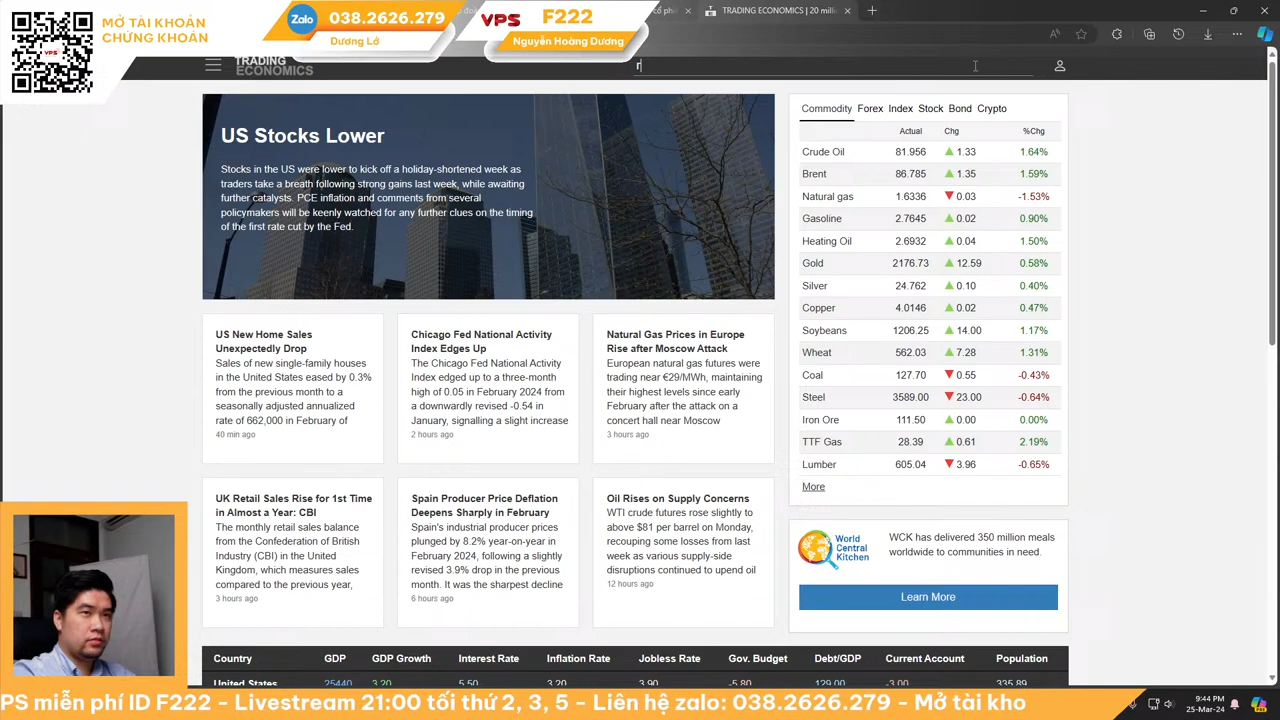 MỞ TÀI KHOẢN
CHỨNG KHOÁN
VPS
Zalo
038.2626.279
Dương Lở
VPS
F222
Nguyễn Hoàng Dương
TRADING ECONOMICS | 20 mill
TRADING
ECONOMICS
r
US Stocks Lower
Stocks in the US were lower to kick off a holiday-shortened week as
traders take a breath following strong gains last week, while awaiting
further catalysts. PCE inflation and comments from several
policymakers will be keenly watched for any further clues on the timing
of the first rate cut by the Fed.
US New Home Sales
Unexpectedly Drop
Sales of new single-family houses
in the United States eased by 0.3%
from the previous month to a
seasonally adjusted annualized
rate of 662,000 in February of
40 min ago
Chicago Fed National Activity
Index Edges Up
The Chicago Fed National Activity
Index edged up to a three-month
high of 0.05 in February 2024 from
a downwardly revised -0.54 in
January, signalling a slight increase
2 hours ago
Natural Gas Prices in Europe
Rise after Moscow Attack
European natural gas futures were
trading near €29/MWh, maintaining
their highest levels since early
February after the attack on a
concert hall near Moscow
3 hours ago
UK Retail Sales Rise for 1st Time
in Almost a Year: CBI
The monthly retail sales balance
from the Confederation of British
Industry (CBI) in the United
Kingdom, which measures sales
compared to the previous year,
3 hours ago
Spain Producer Price Deflation
Deepens Sharply in February
Spain's industrial producer prices
plunged by 8.2% year-on-year in
February 2024, following a slightly
revised 3.9% drop in the previous
month. It was the sharpest decline
6 hours ago
Oil Rises on Supply Concerns
WTI crude futures rose slightly to
above $81 per barrel on Monday,
recouping some losses from last
week as various supply-side
disruptions continued to upend oil
12 hours ago
Commodity Forex Index Stock Bond Crypto
Actual Chg %Chg
Crude Oil 81.956 1.33 1.64%
Brent 86.785 1.35 1.59%
Natural gas 1.6336 0.03 -1.53%
Gasoline 2.7645 0.02 0.90%
Heating Oil 2.6932 0.04 1.50%
Gold 2176.73 12.59 0.58%
Silver 24.762 0.10 0.40%
Copper 4.0146 0.02 0.47%
Soybeans 1206.25 14.00 1.17%
Wheat 562.03 7.28 1.31%
Coal 127.70 0.55 -0.43%
Steel 3589.00 23.00 -0.64%
Iron Ore 111.50 0.00 0.00%
TTF Gas 28.39 0.61 2.19%
Lumber 605.04 3.96 -0.65%
More
World
Central
Kitchen
WCK has delivered 350 million meals
worldwide to communities in need.
Learn More
Country GDP GDP Growth Interest Rate Inflation Rate Jobless Rate Gov. Budget Debt/GDP Current Account Population
United States 25440 3.20 5.50 3.20 3.90 -5.80 129.00 -3.00 335.89
PS miễn phí ID F222 - Livestream 21:00 tối thứ 2, 3, 5 - Liên hệ zalo: 038.2626.279 - Mở tài kho
9:44 PM
25-Mar-24